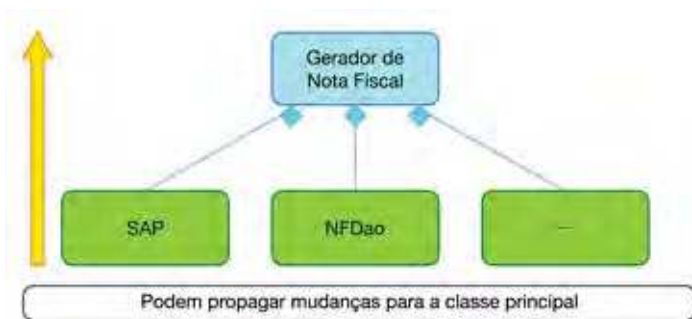 Gerador de
Nota Fiscal
SAP
NFDao
...
Podem propagar mudanças para a classe principal